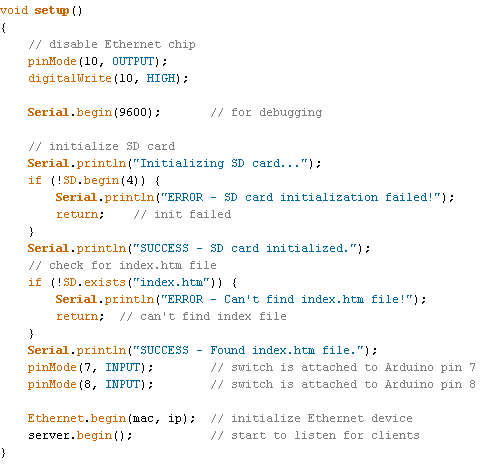 void setup()
{
    // disable Ethernet chip
    pinMode(10, OUTPUT);
    digitalWrite(10, HIGH);

    Serial.begin(9600);       // for debugging

    // initialize SD card
    Serial.println("Initializing SD card...");
    if (!SD.begin(4)) {
        Serial.println("ERROR - SD card initialization failed!");
        return;    // init failed
    }
    Serial.println("SUCCESS - SD card initialized.");
    // check for index.htm file
    if (!SD.exists("index.htm")) {
        Serial.println("ERROR - Can't find index.htm file!");
        return;  // can't find index file
    }
    Serial.println("SUCCESS - Found index.htm file.");
    pinMode(7, INPUT);        // switch is attached to Arduino pin 7
    pinMode(8, INPUT);        // switch is attached to Arduino pin 8

    Ethernet.begin(mac, ip);  // initialize Ethernet device
    server.begin();           // start to listen for clients
}